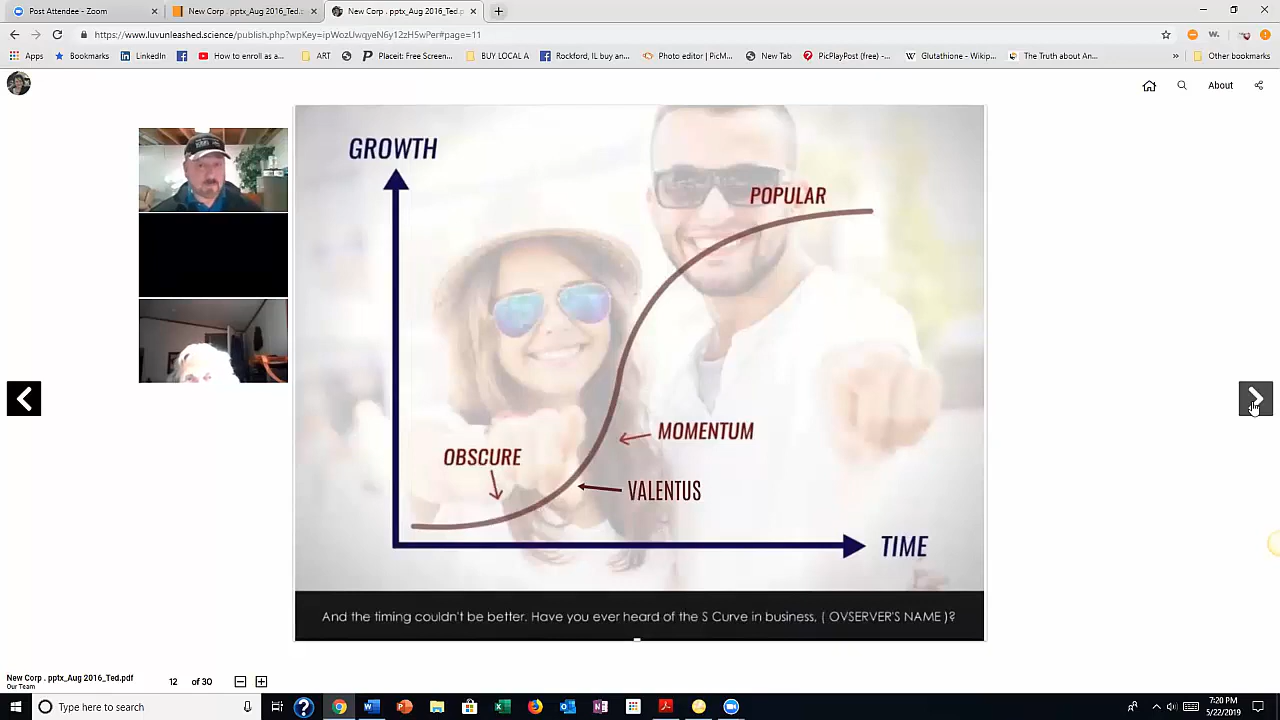 Post Attendee - Zoom
New Corp. pptx_Aug 2016_Ted.p
New Corp. pptx_Aug 2016_Ted.p
https://www.luvunleashed.science/publish.php?wpKey=ipWozUwqyeN6y12zH5wPer#page=11
Apps
Bookmarks
LinkedIn
How to enroll as a...
ART
Placeit: Free Screen...
BUY LOCAL A
Rockford, IL buy an...
Photo editor | PicM...
New Tab
PicPlayPost (free) -...
Glutathione - Wikip...
The Truth about An...
Other bookmarks
About
GROWTH
POPULAR
MOMENTUM
OBSCURE
VALENTUS
TIME
And the timing couldn't be better. Have you ever heard of the S Curve in business, ( OVSERVER'S NAME )?
New Corp . pptx_Aug 2016_Ted.pdf
Our Team
12 of 30
Type here to search
7:20 PM
5/22/2019